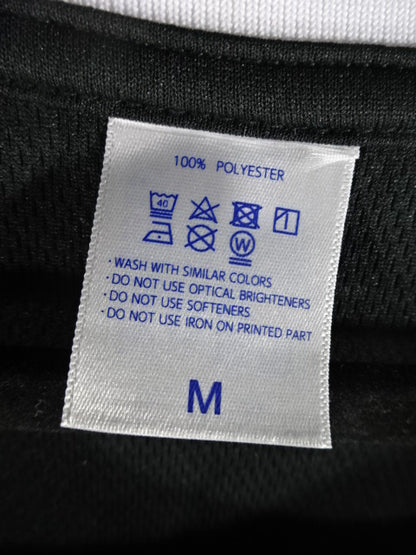 100% POLYESTER
40
W
· WASH WITH SIMILAR COLORS
· DO NOT USE OPTICAL BRIGHTENERS
· DO NOT USE SOFTENERS
· DO NOT USE IRON ON PRINTED PART
M